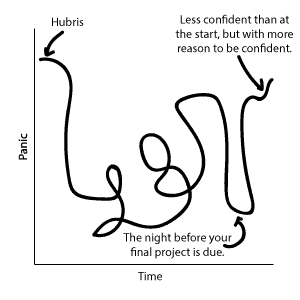 Hubris
Less confident than at
the start, but with more
reason to be confident.
Panic
The night before your
final project is due.
Time